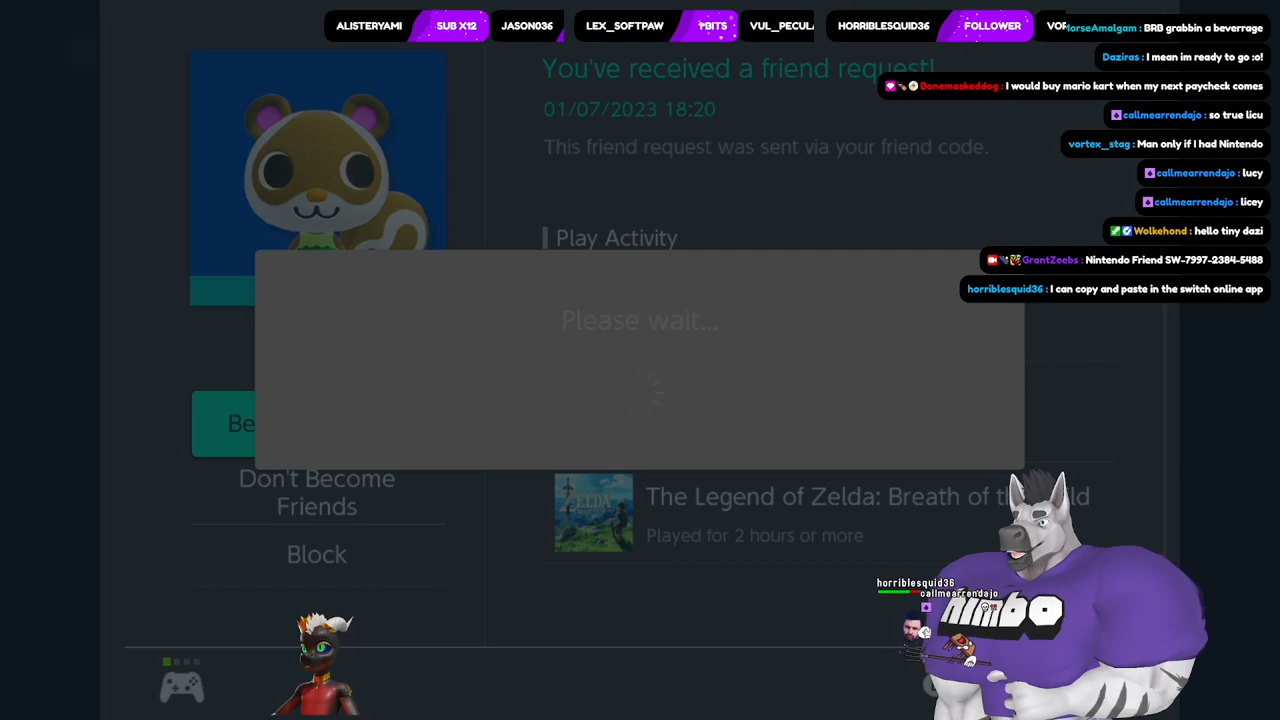 ALISTERYAMI SUB X12 JASON036 LEX_SOFTPAW 1BITS VUL_PECUL HORRIBLESQUID36 FOLLOWER
You've received a friend request!
01/07/2023 18:20
This friend request was sent via your friend code.
Play Activity
Please wait...
Be
Don't Become
Friends
Block
The Legend of Zelda: Breath of th ld
Played for 2 hours or more
ZELDA
HorseAmalgam : BRB grabbin a beverrage
Daziras : I mean im ready to go :o!
Bonemaskeddog : I would buy mario kart when my next paycheck comes
callmearrendajo : so true licu
vortex_stag : Man only if I had Nintendo
callmearrendajo : lucy
callmearrendajo : licey
Wolkehond : hello tiny dazi
GrantZeebs : Nintendo Friend SW-7997-2384-5488
horriblesquid36 : I can copy and paste in the switch online app
horriblesquid36
callmearrendajo
himbo